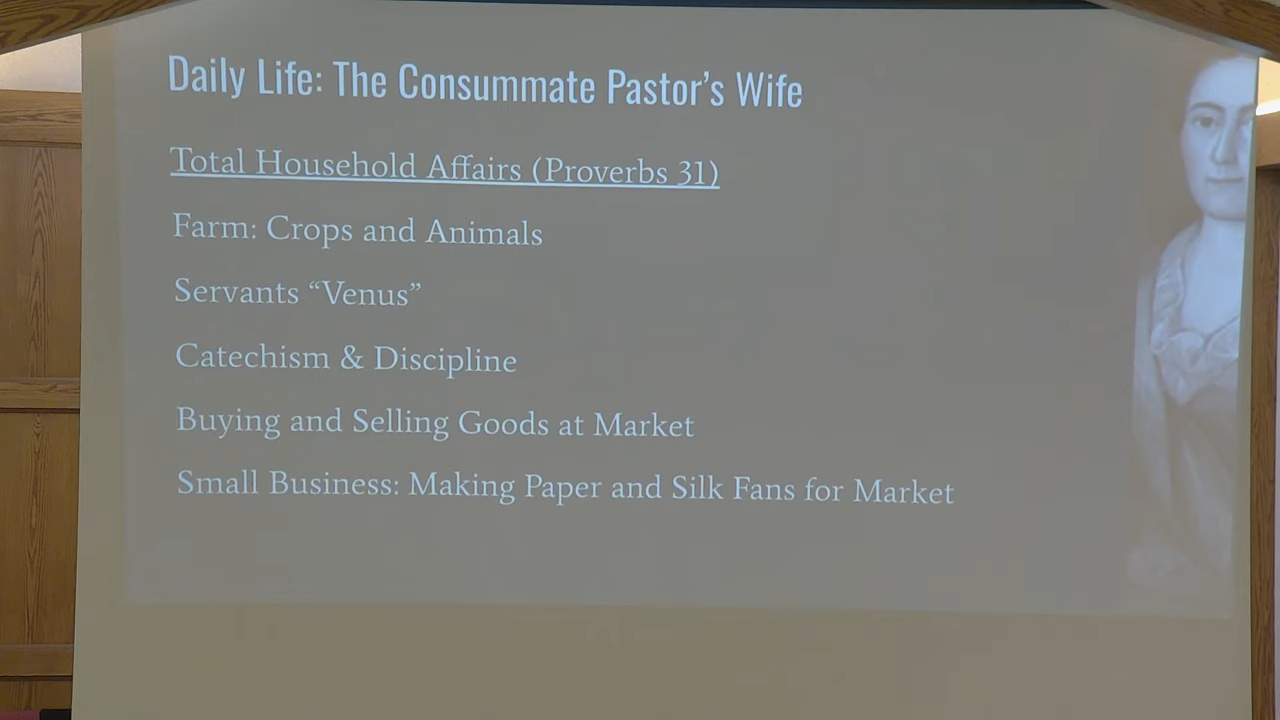 Daily Life: The Consummate Pastor’s Wife
Total Household Affairs (Proverbs 31)
Farm: Crops and Animals
Servants “Venus”
Catechism & Discipline
Buying and Selling Goods at Market
Small Business: Making Paper and Silk Fans for Market